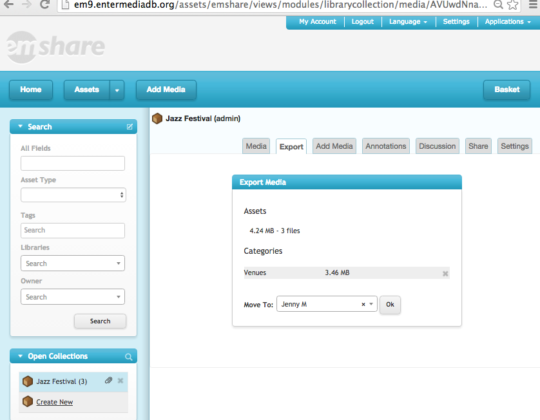 em9.entermediadb.org/assets/emshare/views/modules/librarycollection/media/AVUwdNna...
My Account Logout Language Settings Applications
em share
Home Assets Add Media Basket
Search
All Fields
Asset Type
Tags
Search
Libraries
Search
Owner
Search
Search
Open Collections
Jazz Festival (3)
Create New
Jazz Festival (admin)
Media Export Add Media Annotations Discussion Share Settings
Export Media
Assets
4.24 MB - 3 files
Categories
Venues 3.46 MB
Move To: Jenny M × Ok